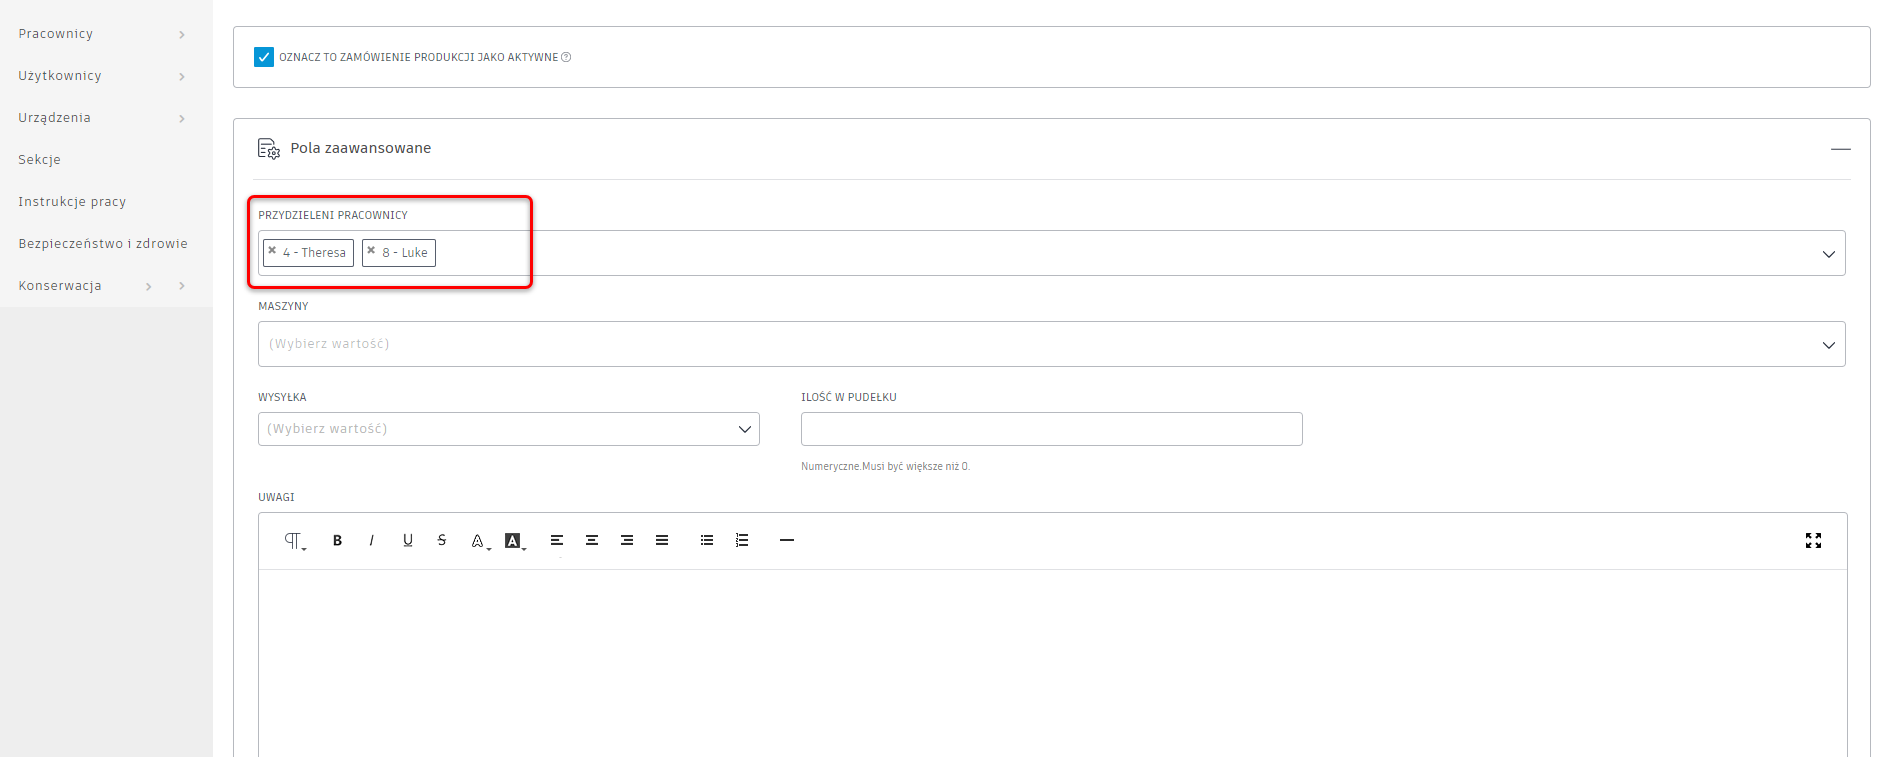 Pracownicy
Użytkownicy
Urządzenia
Sekcje
Instrukcje pracy
Bezpieczeństwo i zdrowie
Konserwacja
OZNACZ TO ZAMÓWIENIE PRODUKCJI JAKO AKTYWNE
Pola zaawansowane
PRZYDZIELENI PRACOWNICY
4 - Theresa 8 - Luke
MASZYNY
(Wybierz wartość)
WYSYŁKA ILOŚĆ W PUDEŁKU
(Wybierz wartość)
Numeryczne.Musi być większe niż 0.
UWAGI
B I U S A A